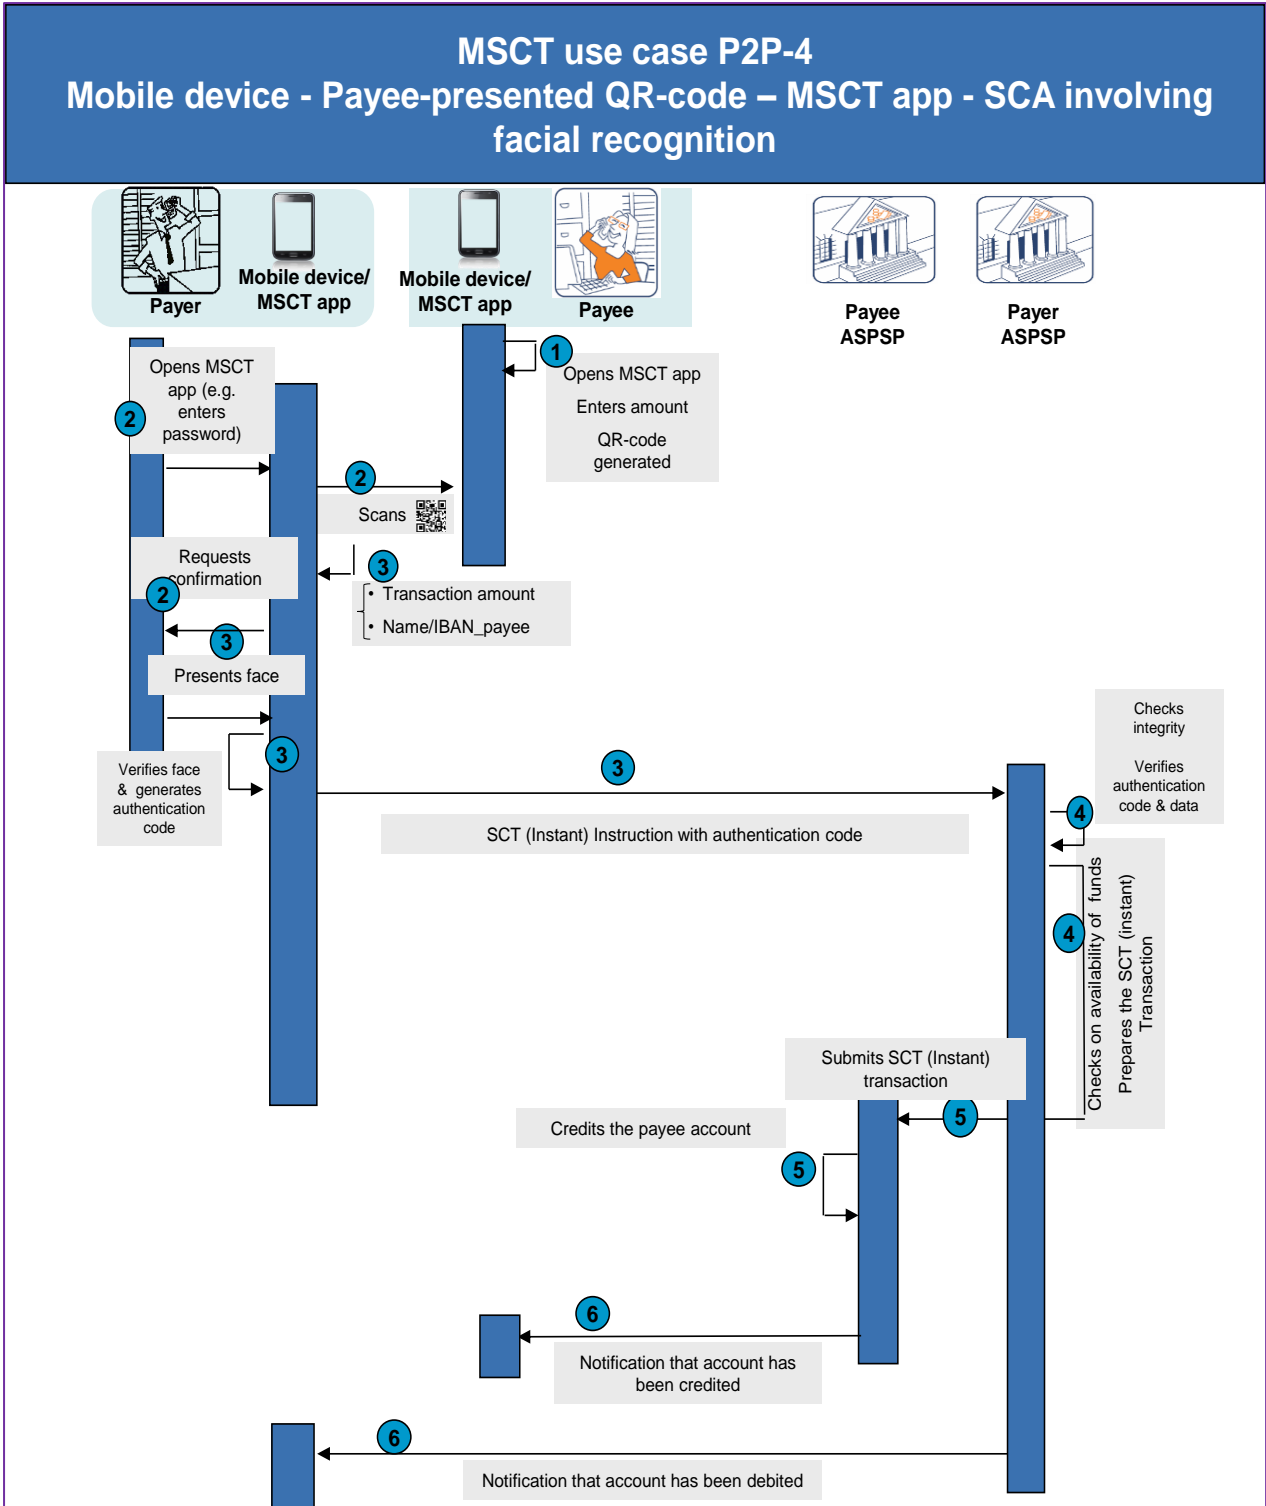 MSCT use case P2P-4
Mobile device - Payee-presented QR-code – MSCT app - SCA involving
facial recognition
Payer
Mobile device/
MSCT app
Mobile device/
MSCT app
Payee
Payee
ASPSP
Payer
ASPSP
1
Opens MSCT app
Enters amount
QR-code
generated
Opens MSCT
app (e.g.
enters
password)
2
2
Scans
Requests
confirmation
2
3
• Transaction amount
• Name/IBAN_payee
3
Presents face
3
Verifies face
& generates
authentication
code
3
SCT (Instant) Instruction with authentication code
Checks
integrity
Verifies
authentication
code & data
4
4
Checks on availability of funds
Prepares the SCT (instant)
Transaction
Submits SCT (Instant)
transaction
5
Credits the payee account
5
6
Notification that account has
been credited
6
Notification that account has been debited